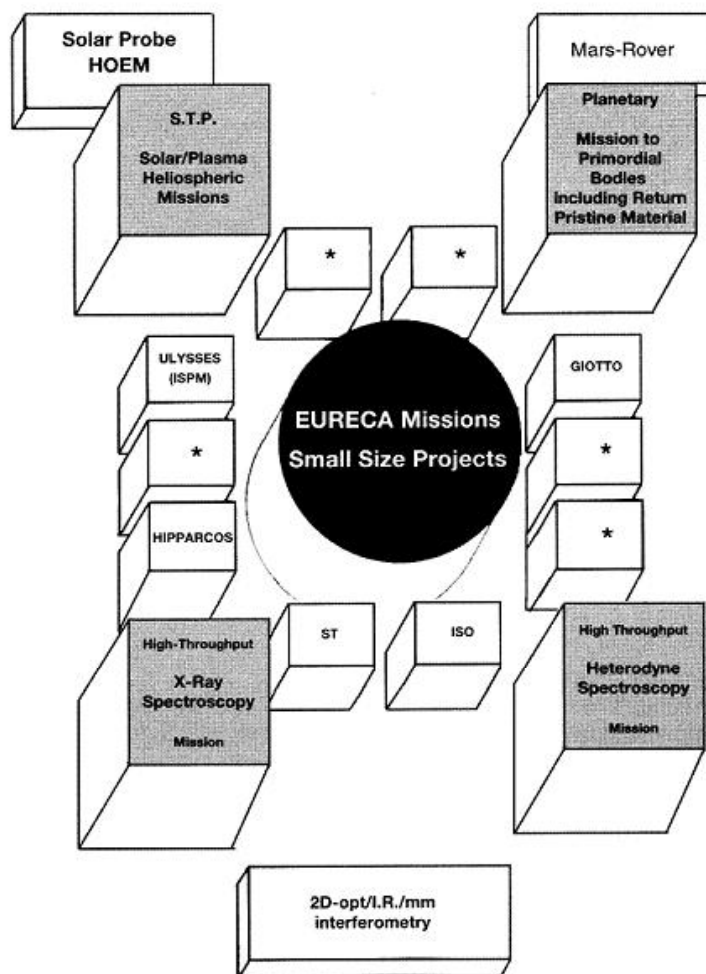 Solar Probe
HOEM
Mars-Rover
S.T.P.
Solar/Plasma
Heliospheric
Missions
Planetary
Mission to
Primordial
Bodies
including Return
Pristine Material
*
*
ULYSSES
(ISPM)
GIOTTO
EURECA Missions
Small Size Projects
*
*
HIPPARCOS
*
ST
ISO
High-Throughput
X-Ray
Spectroscopy
Mission
High Throughput
Heterodyne
Spectroscopy
Mission
2D-opt/I.R./mm
interferometry